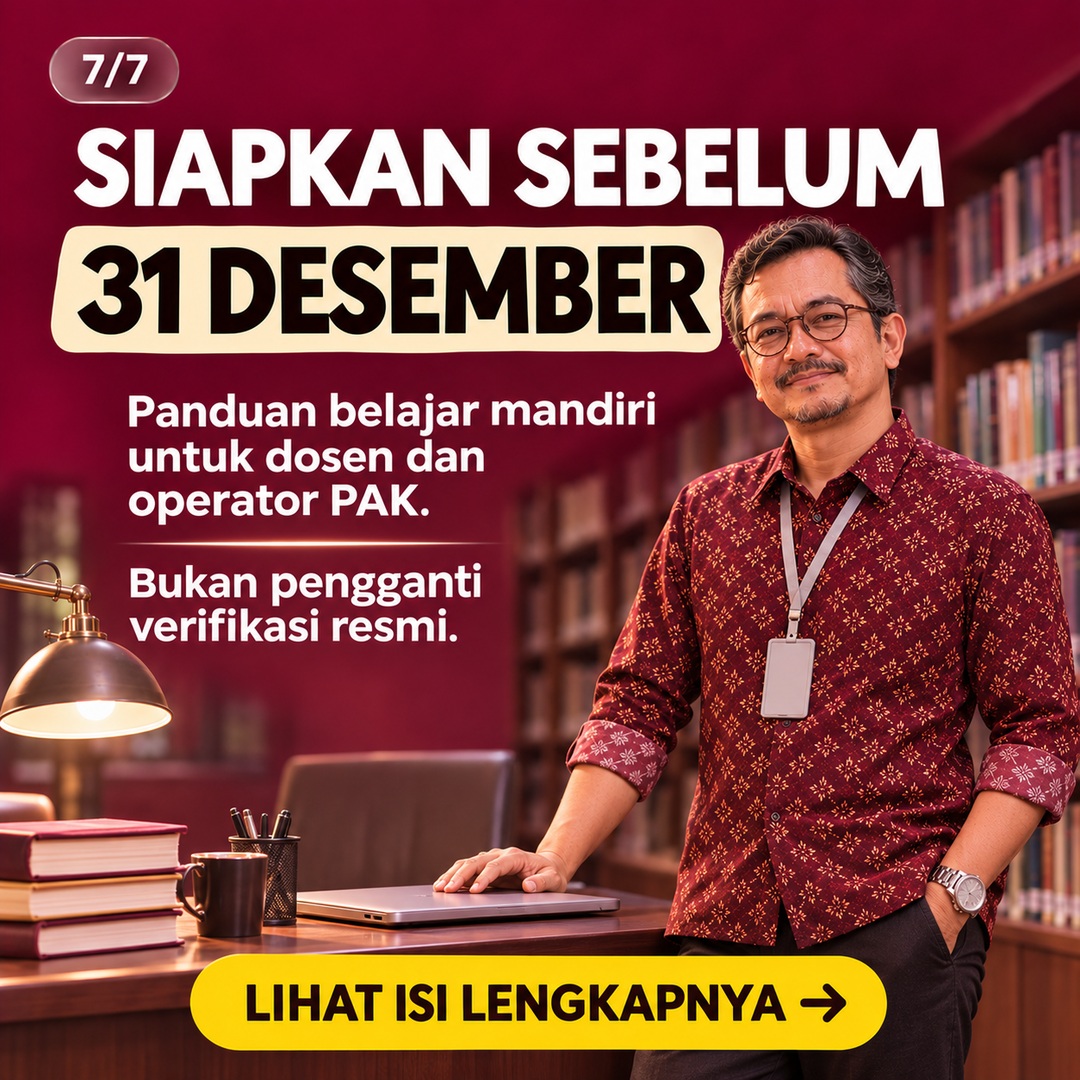 7/7
SIAPKAN SEBELUM
31 DESEMBER
Panduan belajar mandiri
untuk dosen dan
operator PAK.
Bukan pengganti
verifikasi resmi.
LIHAT ISI LENGKAPNYA →